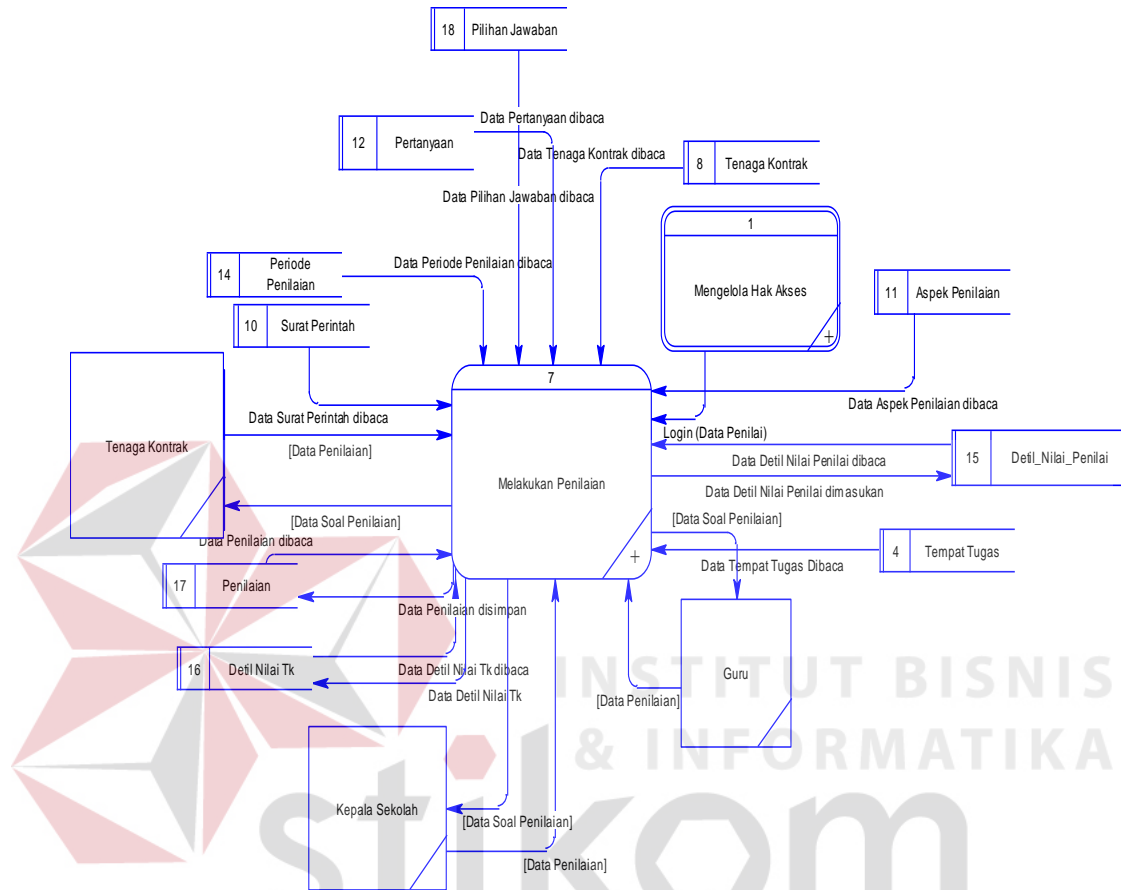 18 Pilihan Jawaban
12 Pertanyaan
Data Pertanyaan dibaca
Data Tenaga Kontrak dibaca
8 Tenaga Kontrak
Data Pilihan Jawaban dibaca
1
Mengelola Hak Akses
+
14 Periode
Penilaian
Data Periode Penilaian dibaca
11 Aspek Penilaian
10 Surat Perintah
7
Melakukan Penilaian
+
Data Aspek Penilaian dibaca
Data Surat Perintah dibaca
Tenaga Kontrak
[Data Penilaian]
Login (Data Penilai)
Data Detil Nilai Penilai dibaca
15 Detil_Nilai_Penilai
Data Detil Nilai Penilai dimasukan
[Data Soal Penilaian]
[Data Soal Penilaian]
Data Penilaian dibaca
4 Tempat Tugas
Data Tempat Tugas Dibaca
17 Penilaian
Data Penilaian disimpan
16 Detil Nilai Tk
Data Detil Nilai Tk dibaca
Data Detil Nilai Tk
Guru
[Data Penilaian]
Kepala Sekolah
[Data Soal Penilaian]
[Data Penilaian]
INSTITUT BISNIS
& INFORMATIKA
stikom